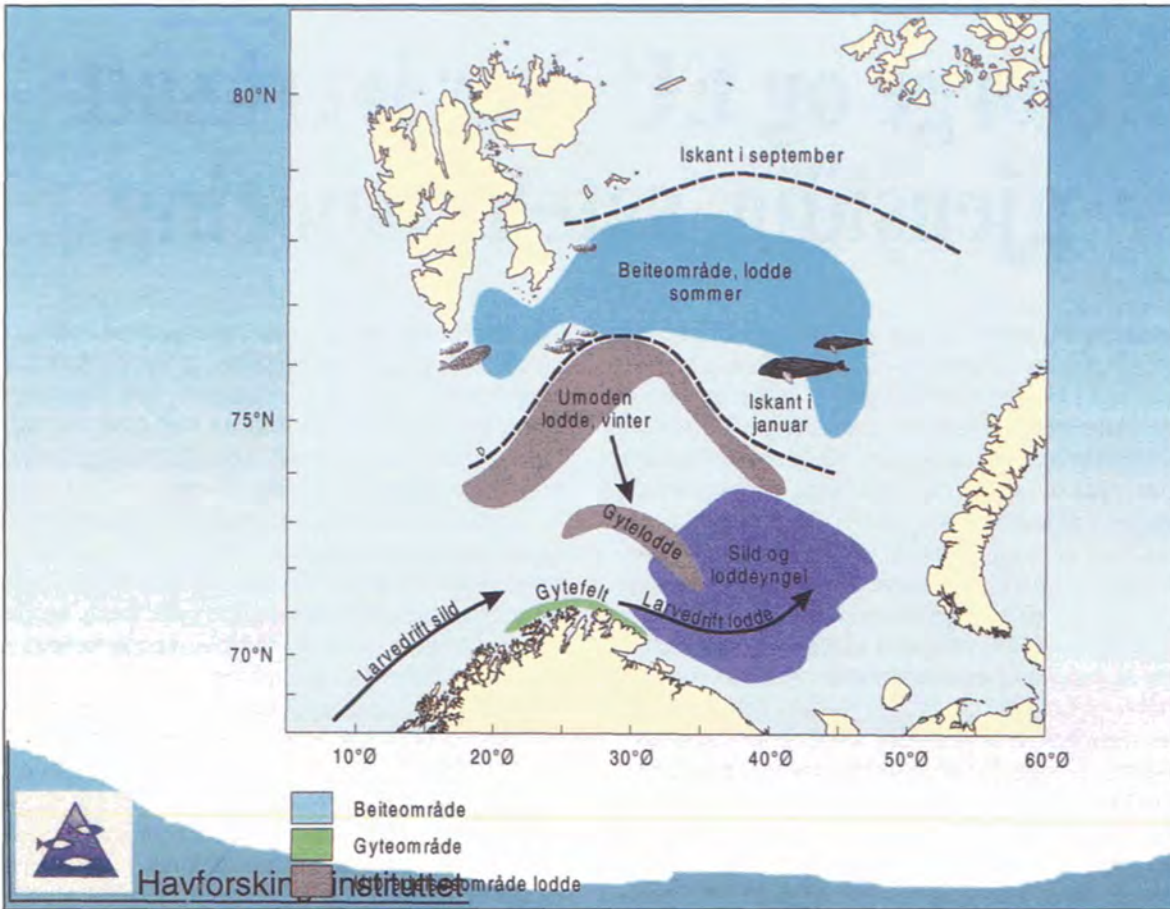 80°N
Iskant i september
Beiteområde, lodde
sommer
Umoden
lodde, vinter
Iskant i
januar
75°N
Gytelodde
Sild og
loddeyngel
Gytefelt
Larvedrift lodde
Larvedrift sild
70°N
10°Ø 20°Ø 30°Ø 40°Ø 50°Ø 60°Ø
Beiteområde
Gyteområde
lodde
Havforskingsinstituttet